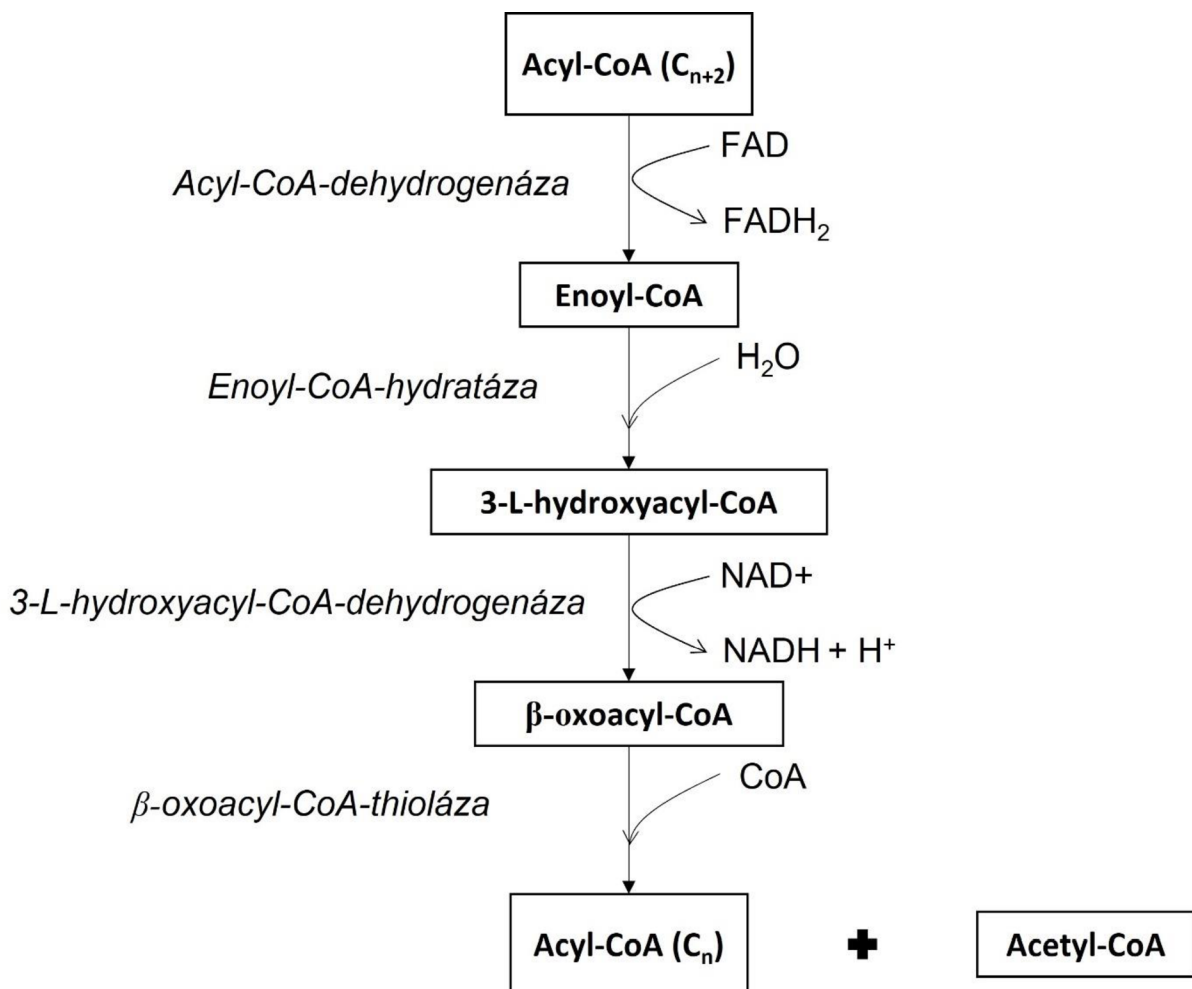 Acyl-CoA (Cn+2)
FAD
Acyl-CoA-dehydrogenáza
FADH2
Enoyl-CoA
H2O
Enoyl-CoA-hydratáza
3-L-hydroxyacyl-CoA
NAD+
3-L-hydroxyacyl-CoA-dehydrogenáza
NADH + H+
β-oxoacyl-CoA
CoA
β-oxoacyl-CoA-thioláza
Acyl-CoA (Cn) + Acetyl-CoA